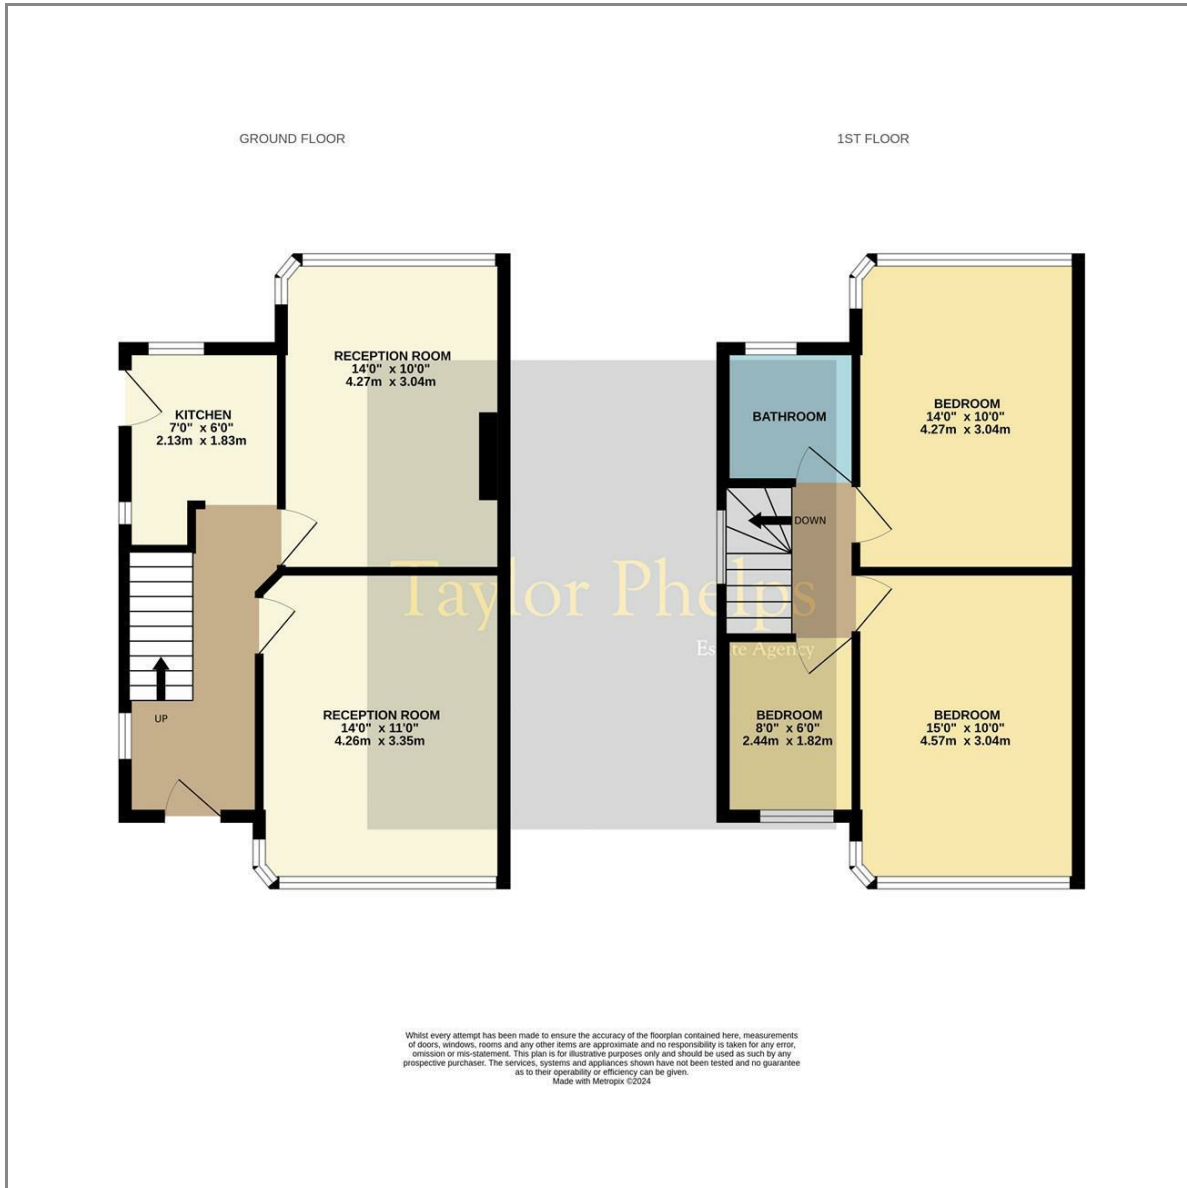 GROUND FLOOR
1ST FLOOR
RECEPTION ROOM
14'0" x 10'0"
4.27m x 3.04m
KITCHEN
7'0" x 6'0"
2.13m x 1.83m
UP
RECEPTION ROOM
14'0" x 11'0"
4.26m x 3.35m
BEDROOM
14'0" x 10'0"
4.27m x 3.04m
BATHROOM
DOWN
BEDROOM
8'0" x 6'0"
2.44m x 1.82m
BEDROOM
15'0" x 10'0"
4.57m x 3.04m
Taylor Phelps
Estate Agency
Whilst every attempt has been made to ensure the accuracy of the floorplan contained here, measurements
of doors, windows, rooms and any other items are approximate and no responsibility is taken for any error,
omission or mis-statement. This plan is for illustrative purposes only and should be used as such by any
prospective purchaser. The services, systems and appliances shown have not been tested and no guarantee
as to their operability or efficiency can be given.
Made with Metropix ©2024